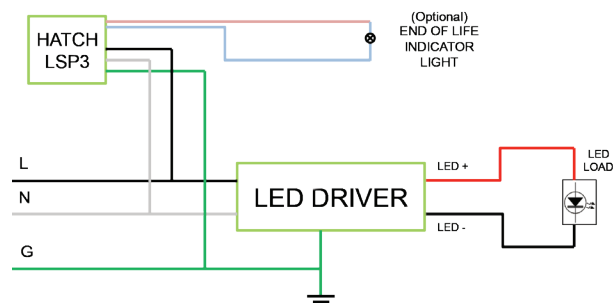 HATCH
LSP3
(Optional)
END OF LIFE
INDICATOR
LIGHT
L
N
G
LED DRIVER
LED +
LED -
LED
LOAD